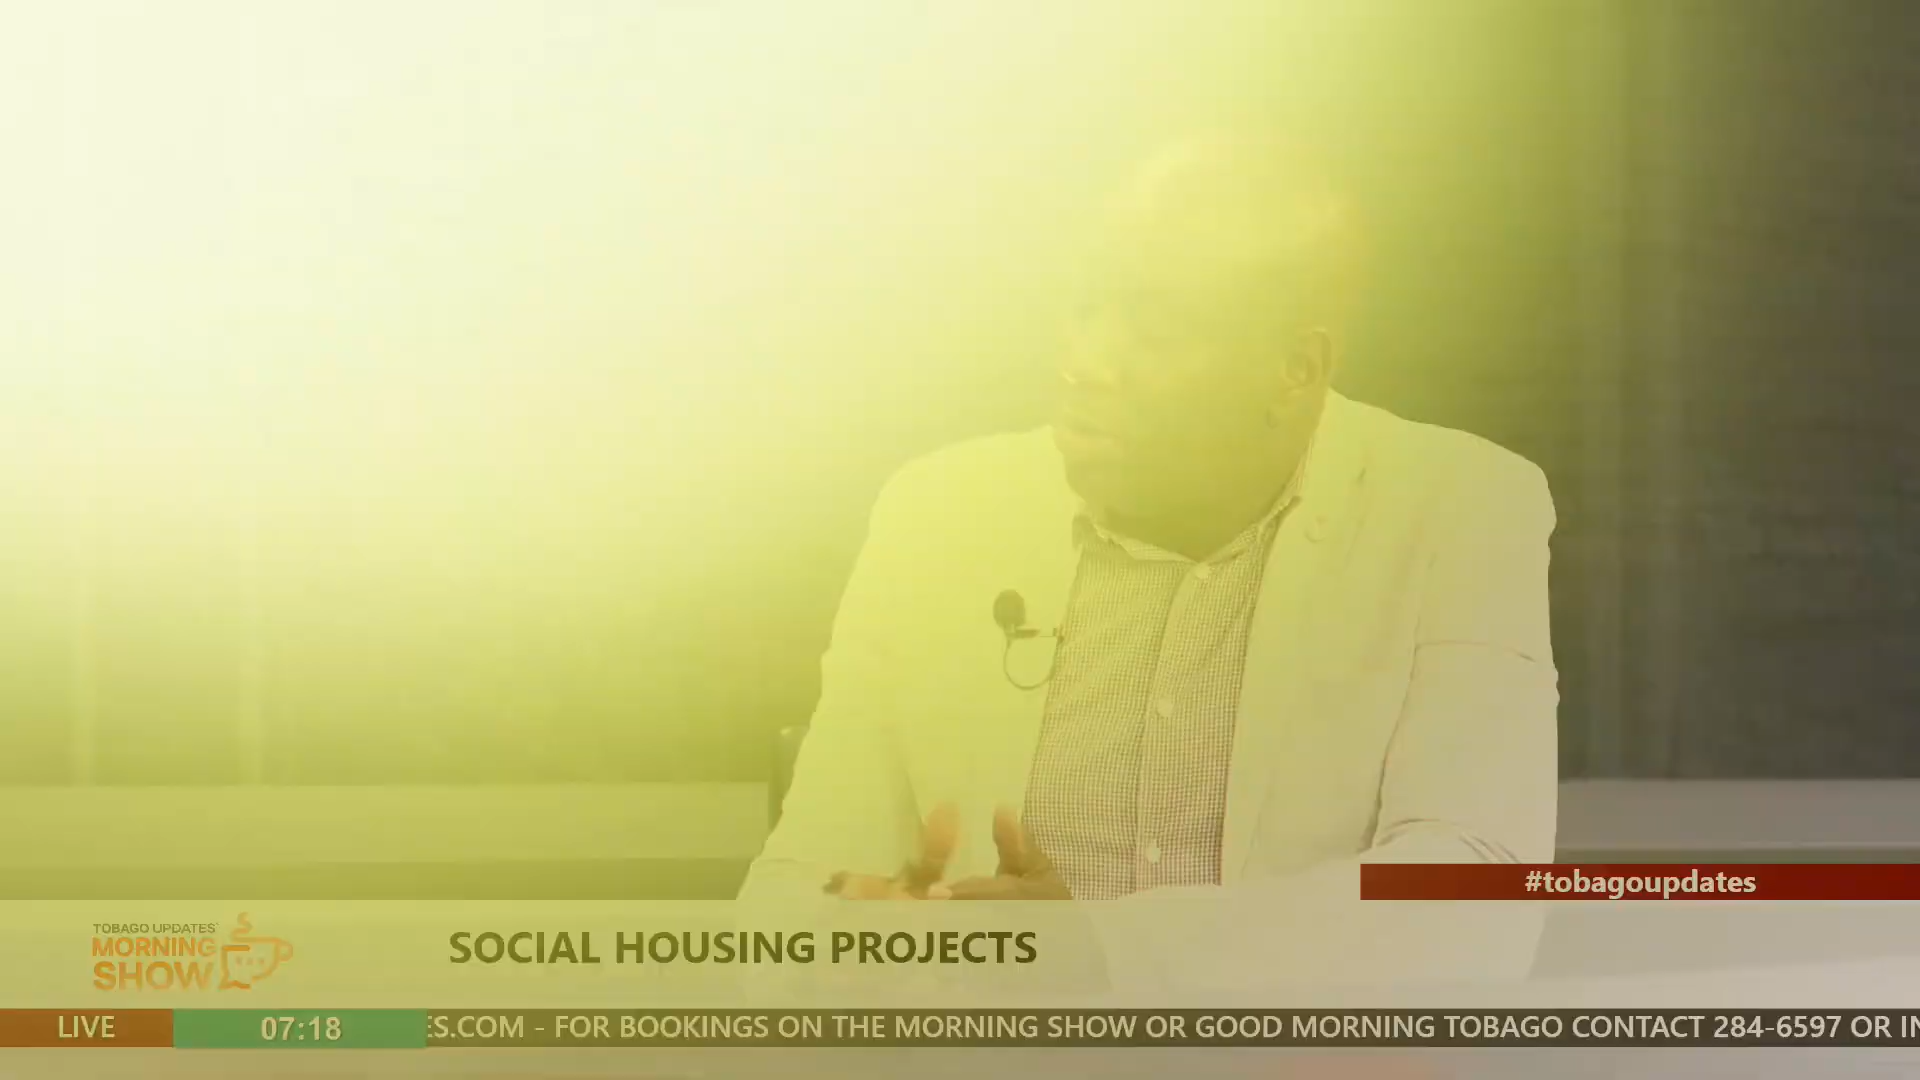 #tobagoupdates
TOBAGO UPDATES'
MORNING
SHOW
SOCIAL HOUSING PROJECTS
LIVE
07:18
ES.COM - FOR BOOKINGS ON THE MORNING SHOW OR GOOD MORNING TOBAGO CONTACT 284-6597 OR IN